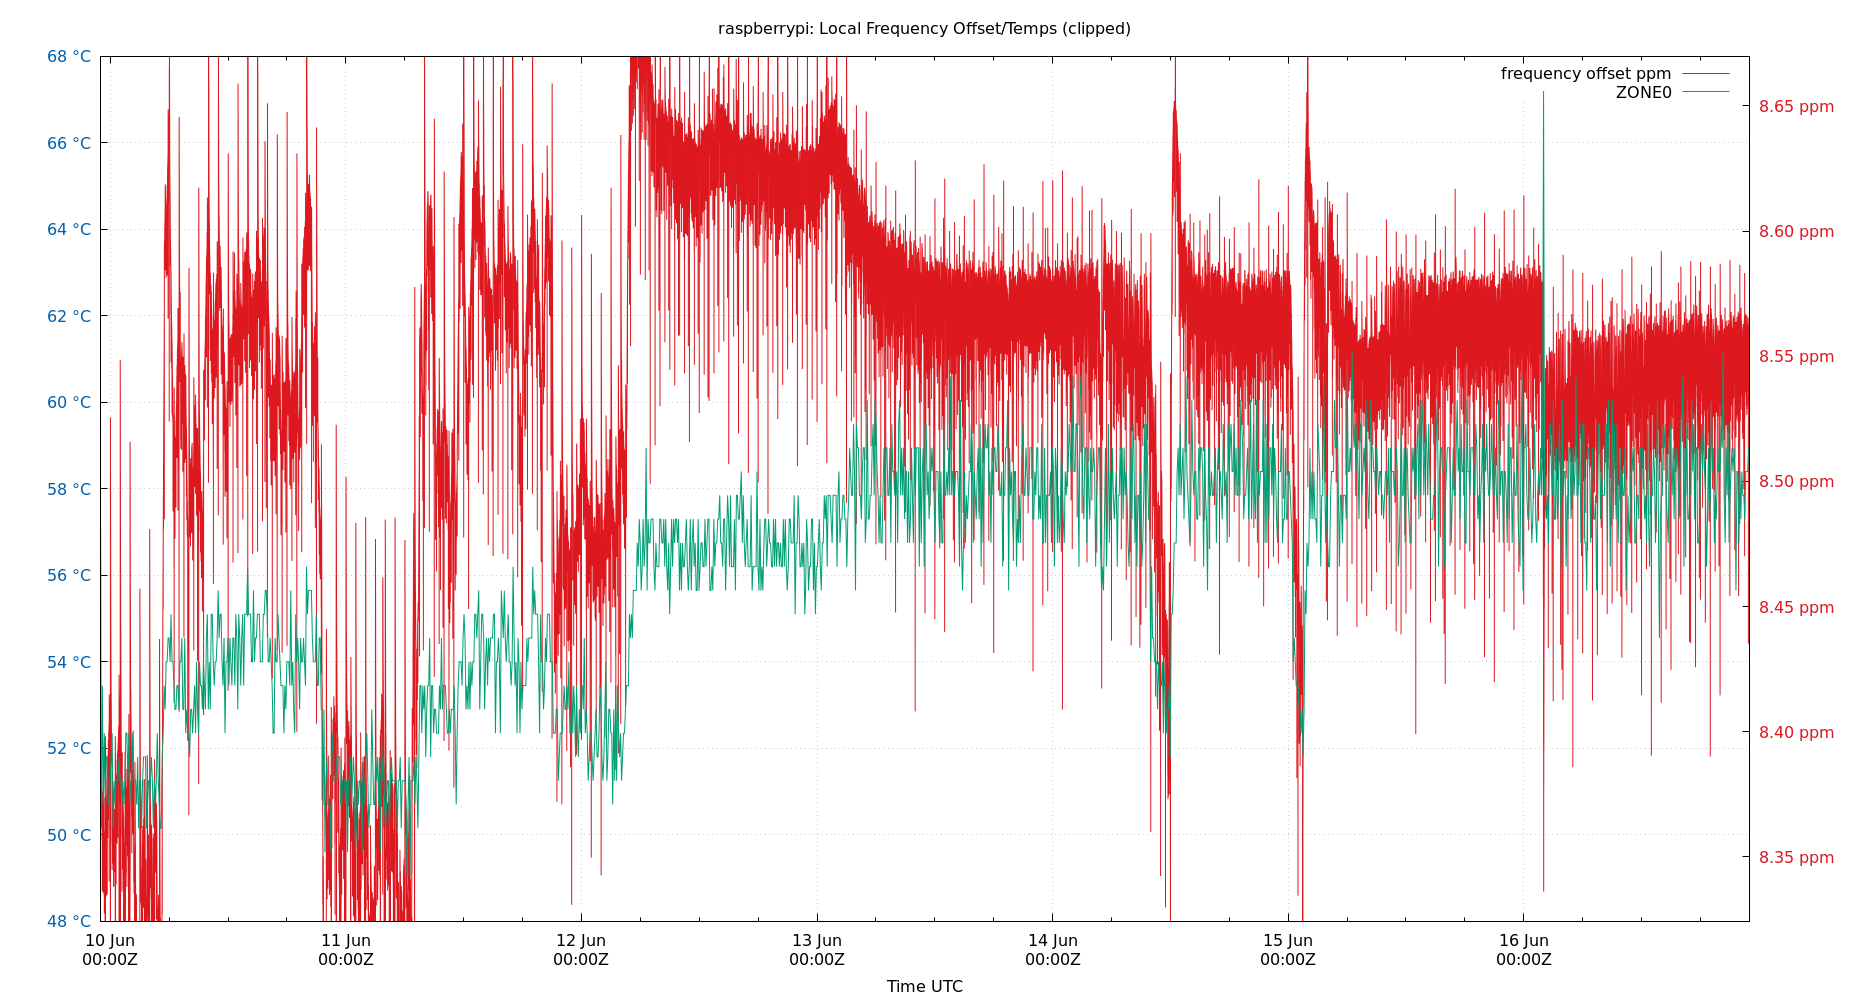 raspberrypi: Local Frequency Offset/Temps (clipped)
68 °C
66 °C
64 °C
62 °C
60 °C
58 °C
56 °C
54 °C
52 °C
50 °C
48 °C
frequency offset ppm
ZONE0
8.65 ppm
8.60 ppm
8.55 ppm
8.50 ppm
8.45 ppm
8.40 ppm
8.35 ppm
10 Jun
00:00Z
11 Jun
00:00Z
12 Jun
00:00Z
13 Jun
00:00Z
14 Jun
00:00Z
15 Jun
00:00Z
16 Jun
00:00Z
Time UTC